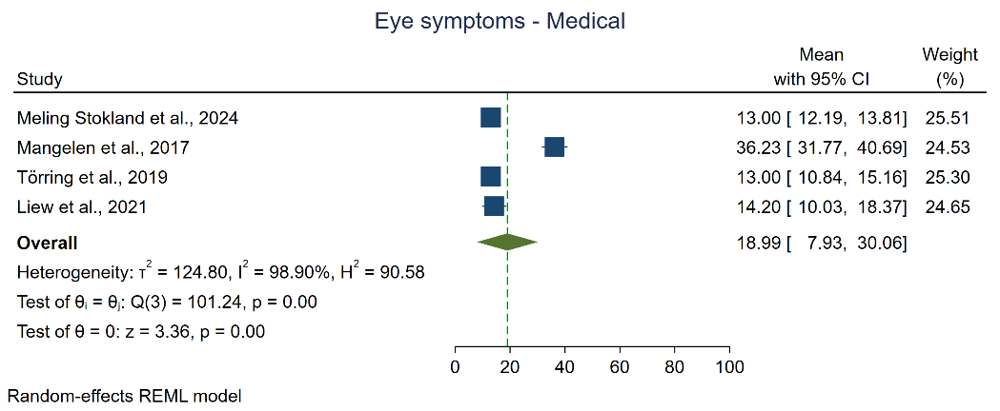 Eye symptoms - Medical
Mean Weight
Study with 95% CI (%)
Meling Stokland et al., 2024 13.00 [ 12.19, 13.81] 25.51
Mangelen et al., 2017 36.23 [ 31.77, 40.69] 24.53
Törring et al., 2019 13.00 [ 10.84, 15.16] 25.30
Liew et al., 2021 14.20 [ 10.03, 18.37] 24.65
Overall 18.99 [ 7.93, 30.06]
Heterogeneity: τ² = 124.80, I² = 98.90%, H² = 90.58
Test of θᵢ = θⱼ: Q(3) = 101.24, p = 0.00
Test of θ = 0: z = 3.36, p = 0.00
0 20 40 60 80 100
Random-effects REML model